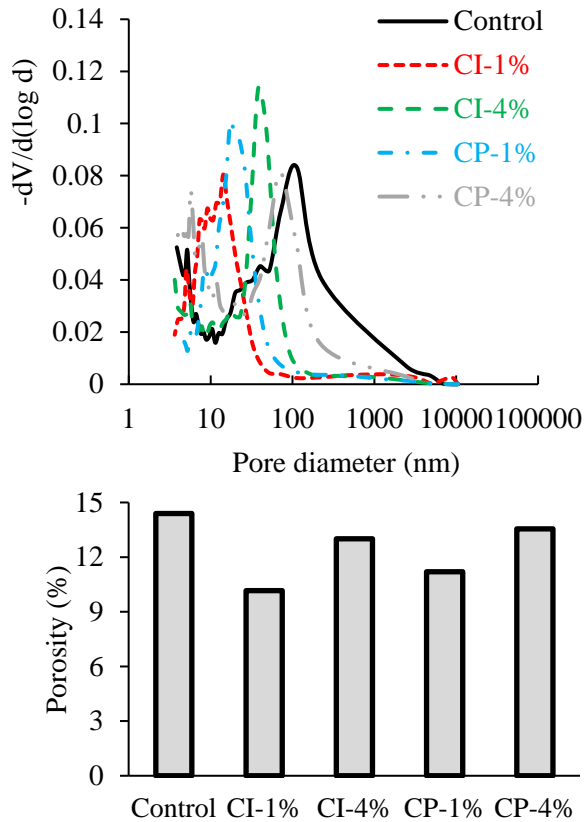 0.14
0.12
0.1
0.08
0.06
0.04
0.02
0
-dV/d(log d)
Control
CI-1%
CI-4%
CP-1%
CP-4%
1 10 100 1000 10000 100000
Pore diameter (nm)
15
12
9
6
3
0
Porosity (%)
Control CI-1% CI-4% CP-1% CP-4%